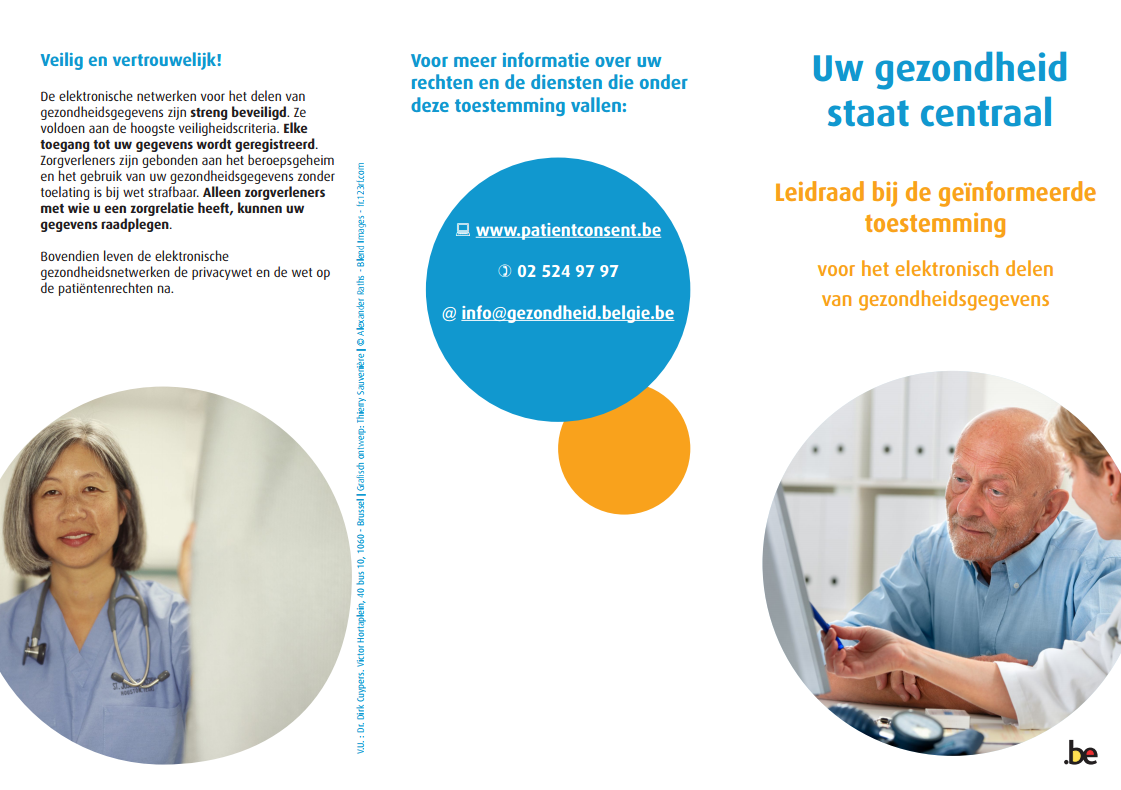 Veilig en vertrouwelijk!
De elektronische netwerken voor het delen van
gezondheidsgegevens zijn streng beveiligd. Ze
voldoen aan de hoogste veiligheidscriteria. Elke
toegang tot uw gegevens wordt geregistreerd.
Zorgverleners zijn gebonden aan het beroepsgeheim
en het gebruik van uw gezondheidsgegevens zonder
toelating is bij wet strafbaar. Alleen zorgverleners
met wie u een zorgrelatie heeft, kunnen uw
gegevens raadplegen.
Bovendien leven de elektronische
gezondheidsnetwerken de privacywet en de wet op
de patiëntenrechten na.
V.U. : Dr. Dirk Cuypers. Victor Hortaplein, 40 bus 10, 1060 - Brussel | Grafisch ontwerp: Thierry Sauvenière | © Alexander Raths - Blend Images - fr.123rf.com
Voor meer informatie over uw
rechten en de diensten die onder
deze toestemming vallen:
www.patientconsent.be
02 524 97 97
@ info@gezondheid.belgie.be
Uw gezondheid
staat centraal
Leidraad bij de geïnformeerde
toestemming
voor het elektronisch delen
van gezondheidsgegevens
.be